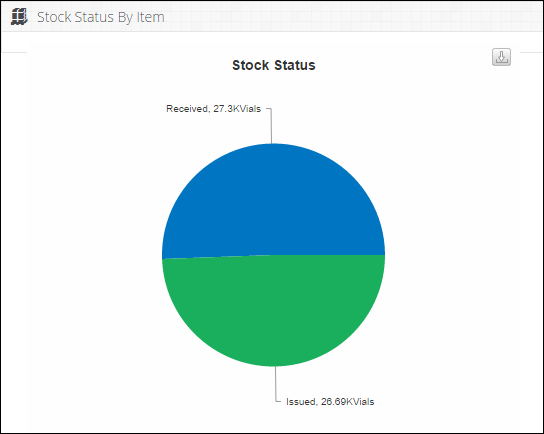 Stock Status By Item
Stock Status
Received, 27.3KVials
Issued, 26.69KVials